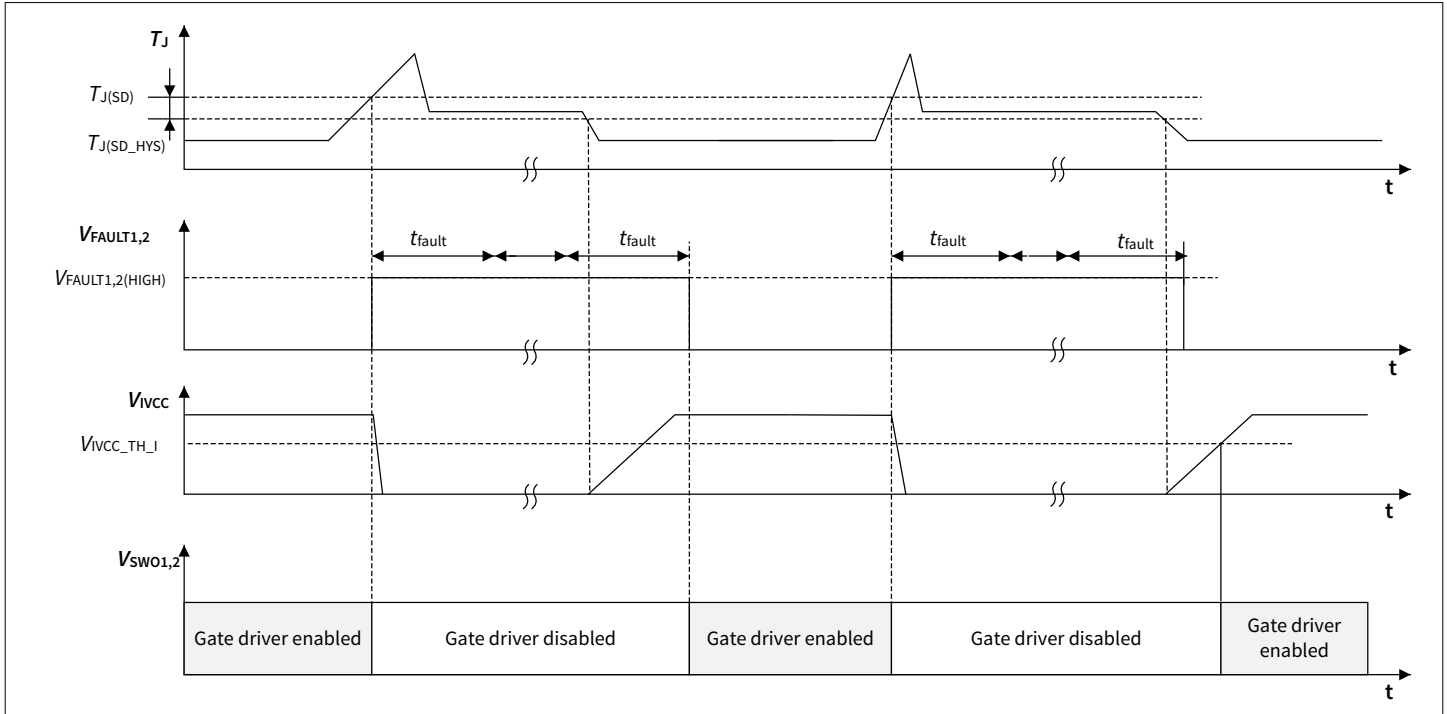 TJ
TJ(SD)
TJ(SD_HYS)
t
VFAULT1,2
tfault
tfault
tfault
tfault
VFAULT1,2(HIGH)
t
VIVCC
VIVCC_TH_I
t
VSWO1,2
Gate driver enabled
Gate driver disabled
Gate driver enabled
Gate driver disabled
Gate driver
enabled
t